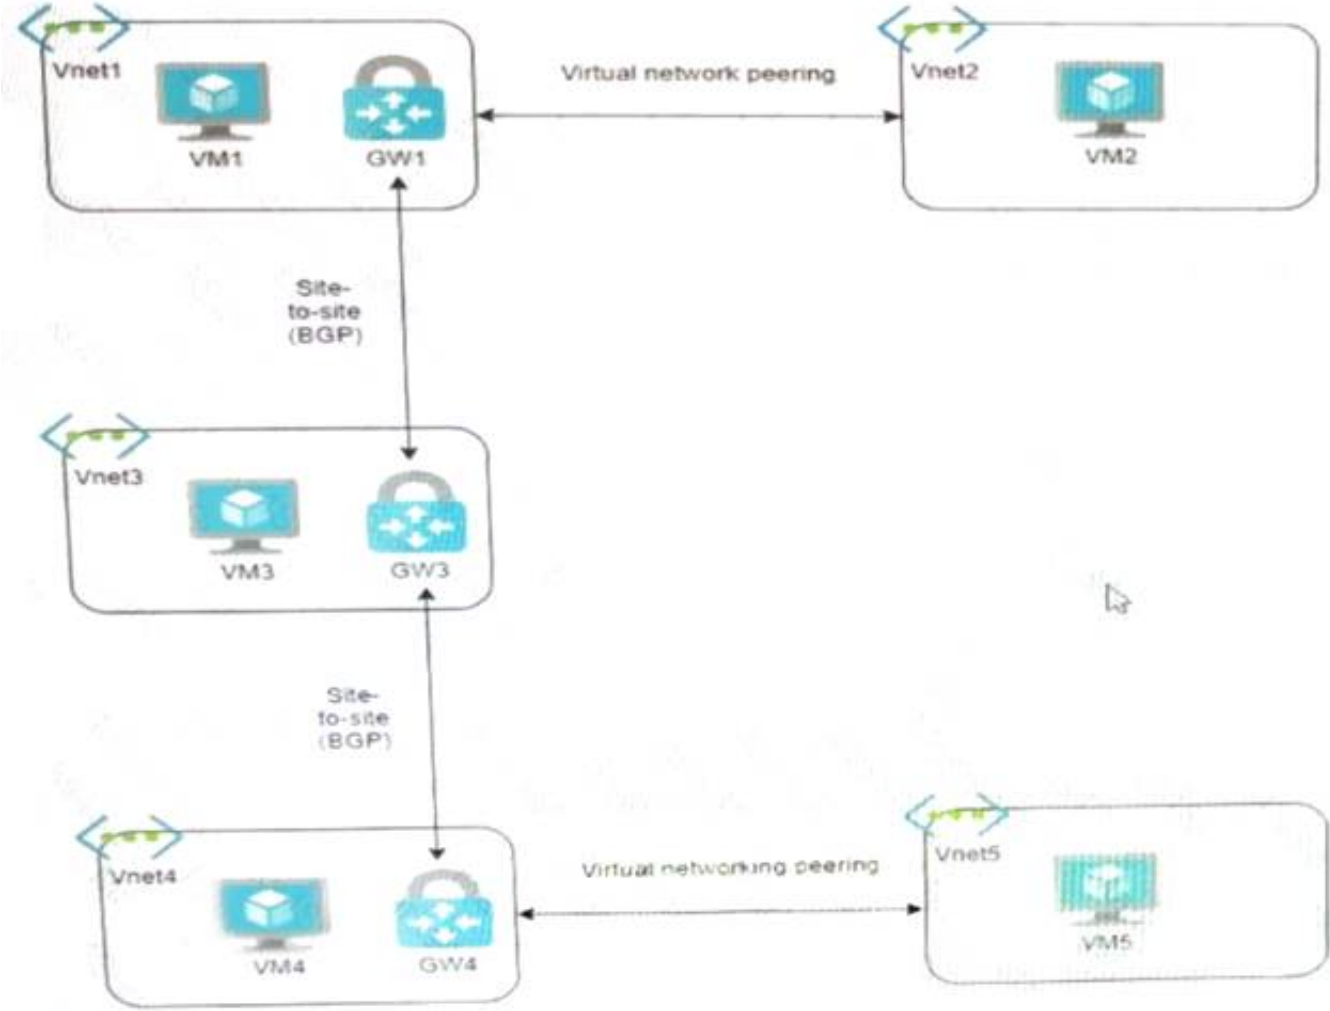 Vnet1
VM1
GW1
Virtual network peering
Vnet2
VM2
Site-
to-site
(BGP)
Vnet3
VM3
GW3
Site-
to-site
(BGP)
Vnet4
VM4
GW4
Virtual networking peering
Vnet5
VM5